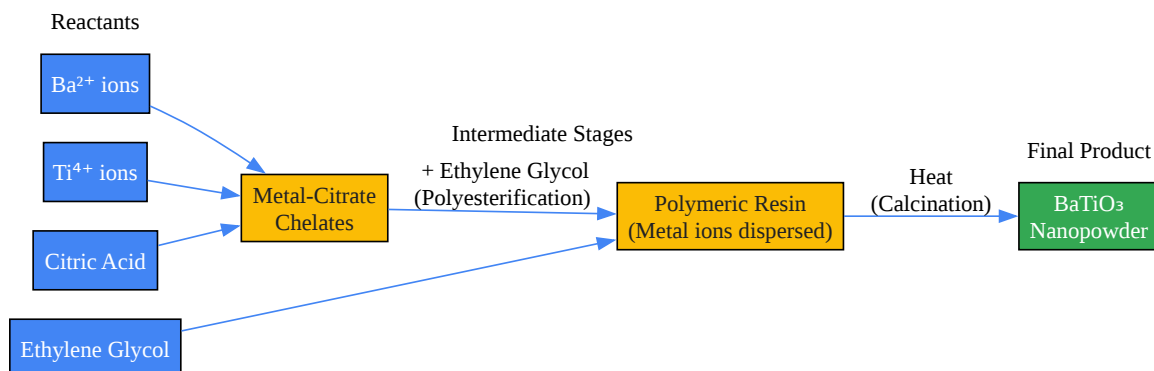 Reactants
Ba²⁺ ions
Ti⁴⁺ ions
Citric Acid
Ethylene Glycol
Metal-Citrate
Chelates
Intermediate Stages
+ Ethylene Glycol
(Polyesterification)
Polymeric Resin
(Metal ions dispersed)
Heat
(Calcination)
Final Product
BaTiO₃
Nanopowder